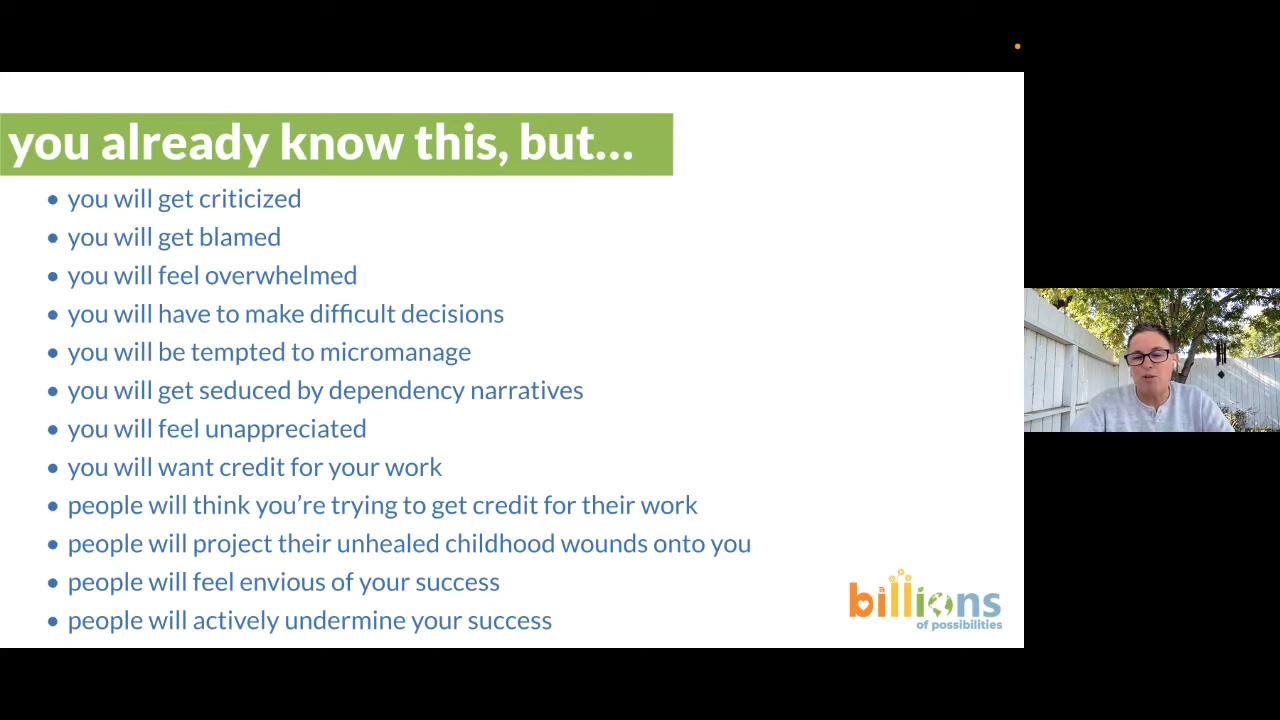 you already know this, but...
• you will get criticized
• you will get blamed
• you will feel overwhelmed
• you will have to make difficult decisions
• you will be tempted to micromanage
• you will get seduced by dependency narratives
• you will feel unappreciated
• you will want credit for your work
• people will think you’re trying to get credit for their work
• people will project their unhealed childhood wounds onto you
• people will feel envious of your success
• people will actively undermine your success
billions
of possibilities